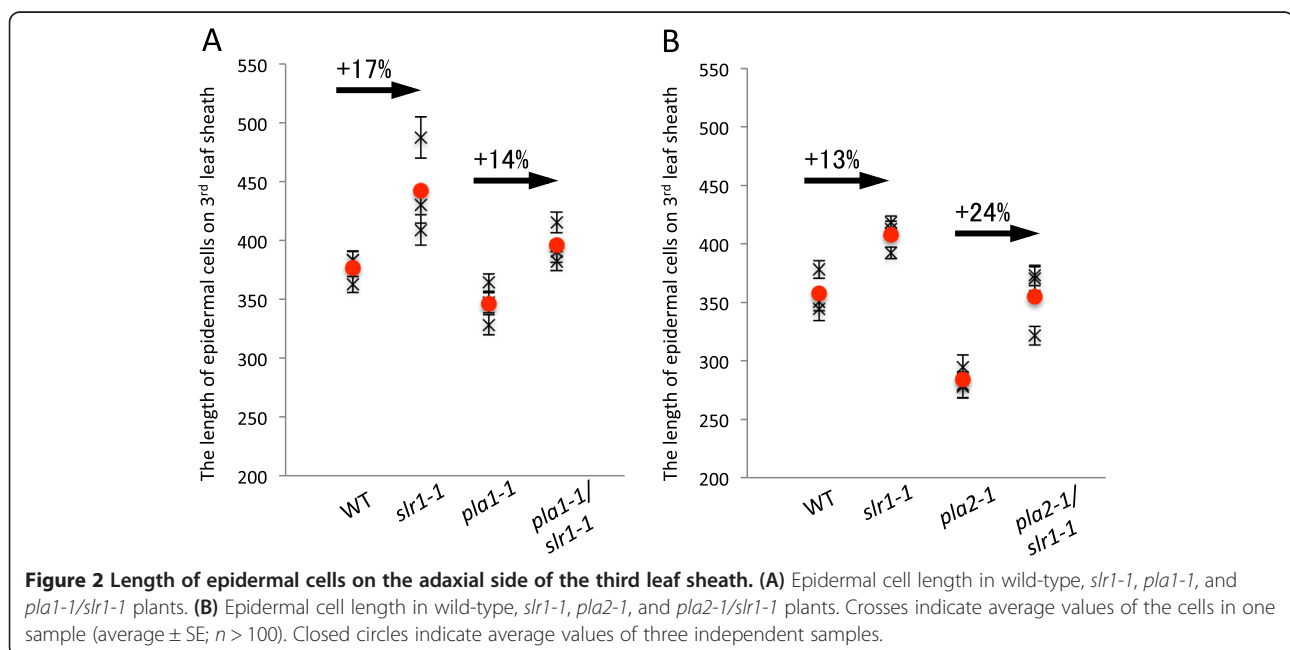 A
The length of epidermal cells on 3rd leaf sheath
550
500
450
400
350
300
250
200
+17%
+14%
WT
slr1-1
pla1-1
pla1-1/
slr1-1
B
The length of epidermal cells on 3rd leaf sheath
550
500
450
400
350
300
250
200
+13%
+24%
WT
slr1-1
pla2-1
pla2-1/
slr1-1
Figure 2 Length of epidermal cells on the adaxial side of the third leaf sheath. (A) Epidermal cell length in wild-type, slr1-1, pla1-1, and
pla1-1/slr1-1 plants. (B) Epidermal cell length in wild-type, slr1-1, pla2-1, and pla2-1/slr1-1 plants. Crosses indicate average values of the cells in one
sample (average ± SE; n > 100). Closed circles indicate average values of three independent samples.